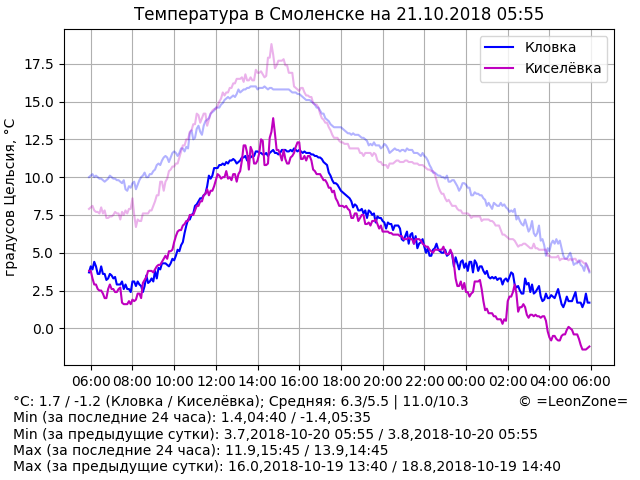 Температура в Смоленске на 21.10.2018 05:55
Кловка
Киселёвка
градусов Цельсия, °C
17.5
15.0
12.5
10.0
7.5
5.0
2.5
0.0
06:00 08:00 10:00 12:00 14:00 16:00 18:00 20:00 22:00 00:00 02:00 04:00 06:00
°C: 1.7 / -1.2 (Кловка / Киселёвка); Средняя: 6.3/5.5 | 11.0/10.3 © =LeonZone=
Min (за последние 24 часа): 1.4,04:40 / -1.4,05:35
Min (за предыдущие сутки): 3.7,2018-10-20 05:55 / 3.8,2018-10-20 05:55
Max (за последние 24 часа): 11.9,15:45 / 13.9,14:45
Max (за предыдущие сутки): 16.0,2018-10-19 13:40 / 18.8,2018-10-19 14:40